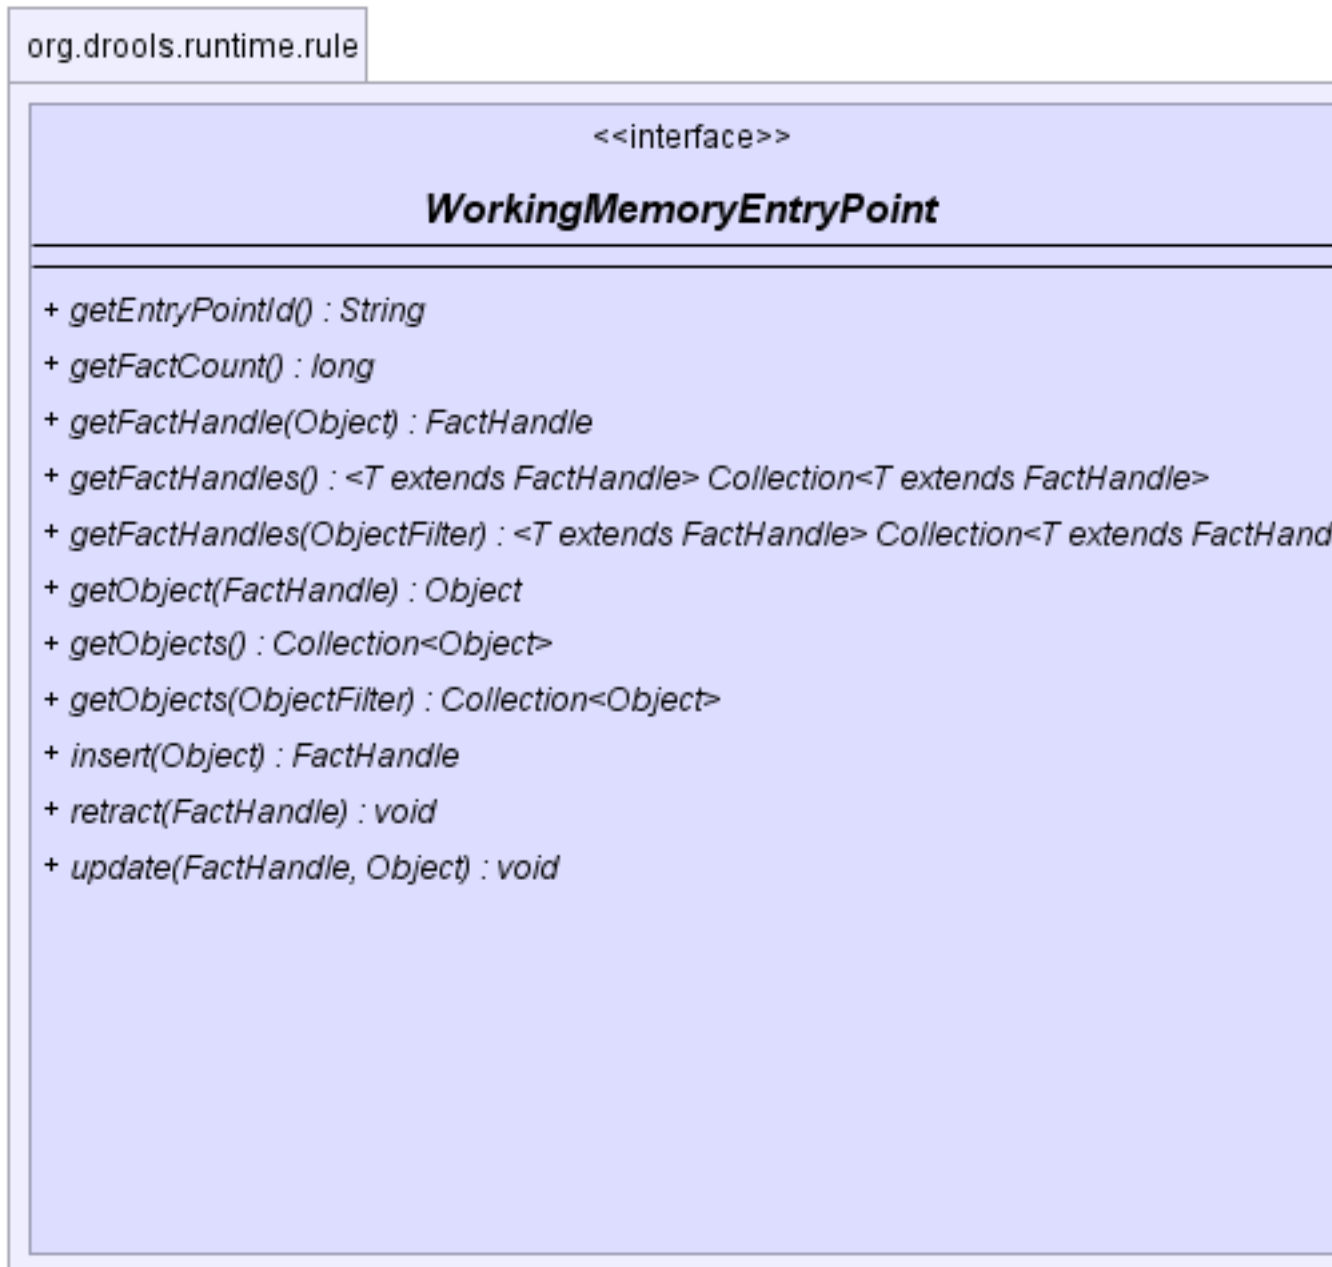 org.drools.runtime.rule
<<interface>>
WorkingMemoryEntryPoint
+ getEntryPointId() : String
+ getFactCount() : long
+ getFactHandle(Object) : FactHandle
+ getFactHandles() : <T extends FactHandle> Collection<T extends FactHandle>
+ getFactHandles(ObjectFilter) : <T extends FactHandle> Collection<T extends FactHand
+ getObject(FactHandle) : Object
+ getObjects() : Collection<Object>
+ getObjects(ObjectFilter) : Collection<Object>
+ insert(Object) : FactHandle
+ retract(FactHandle) : void
+ update(FactHandle, Object) : void